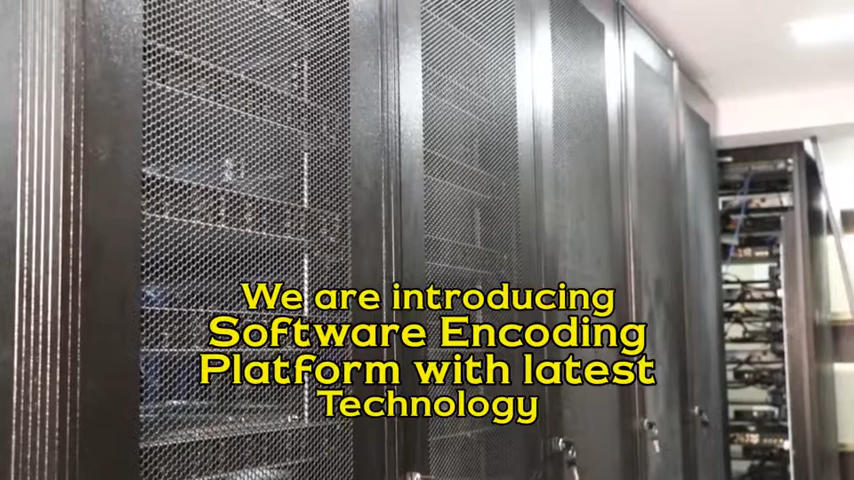 We are introducing
Software Encoding
Platform with latest
Technology